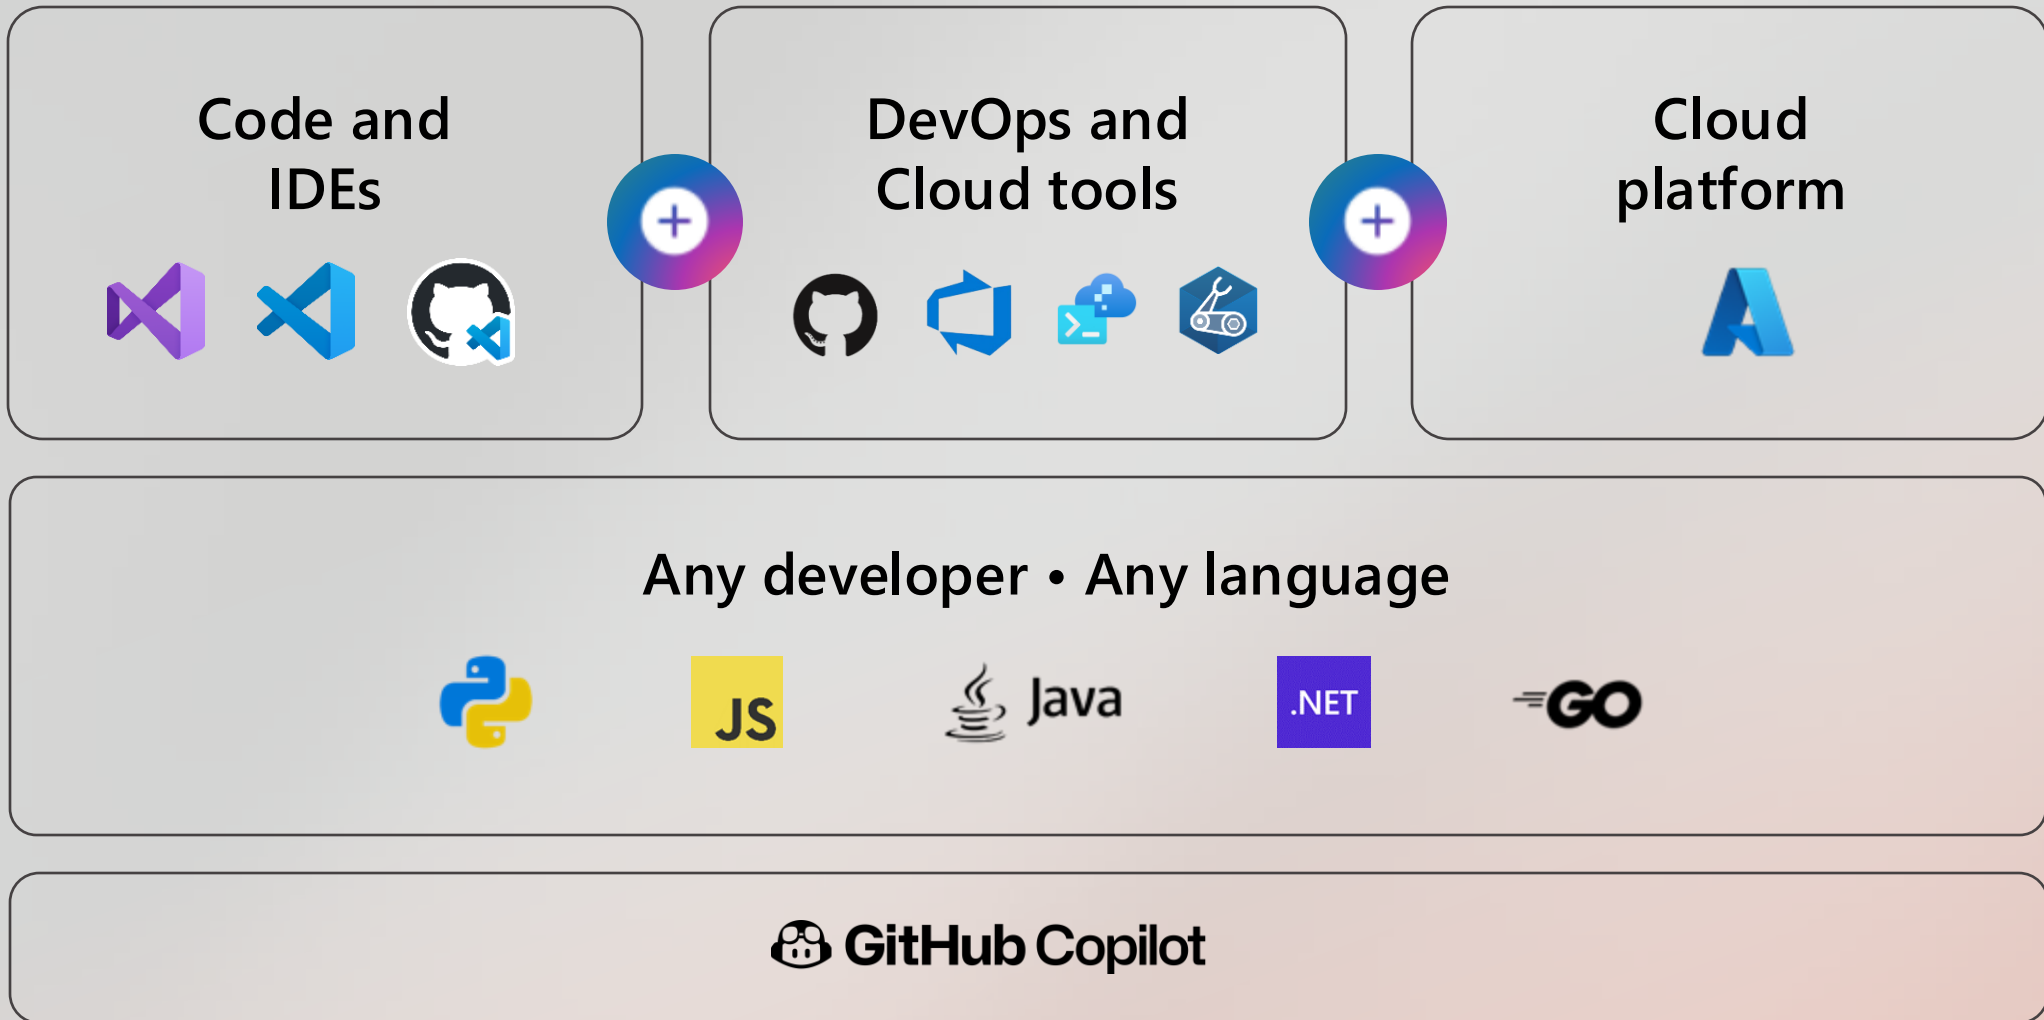 Code and
IDEs
DevOps and
Cloud tools
Cloud
platform
Any developer • Any language
JS
Java
.NET
GO
GitHub Copilot